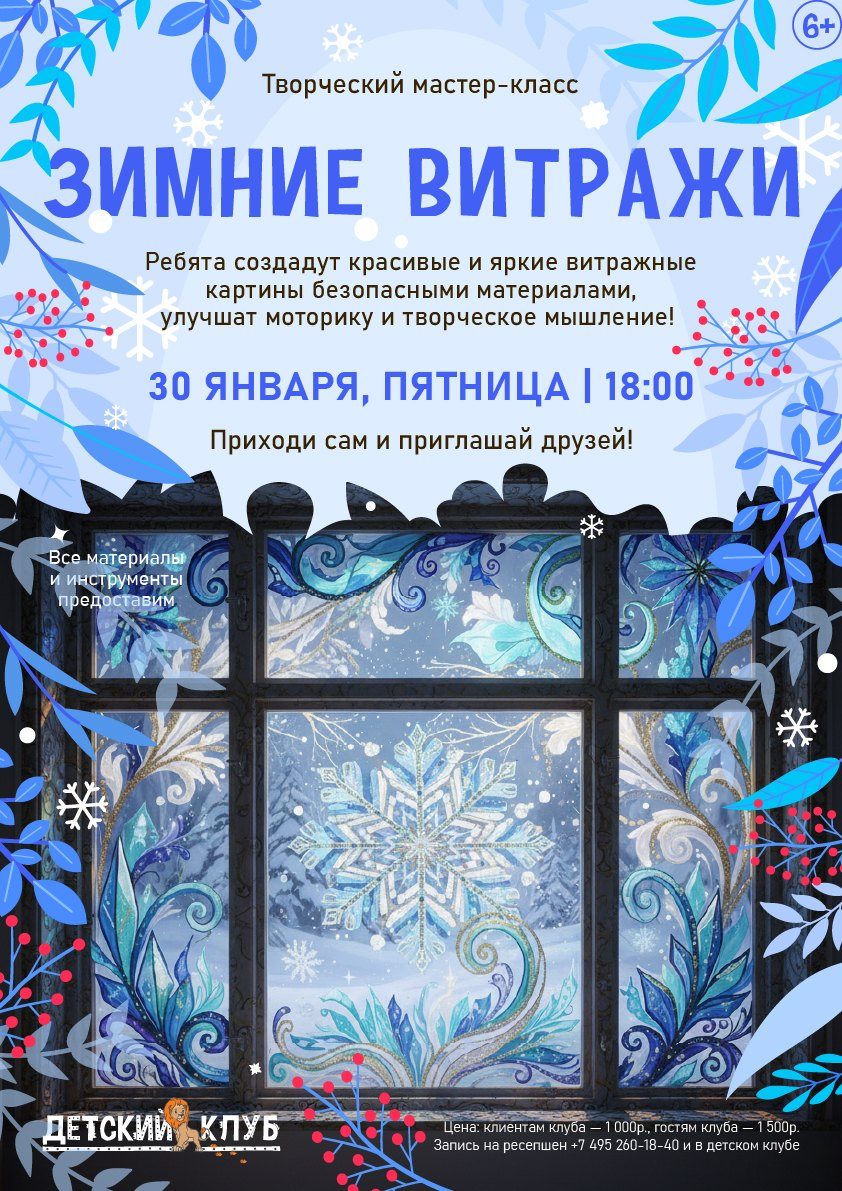 6+
Творческий мастер-класс
ЗИМНИЕ ВИТРАЖИ
Ребята создадут красивые и яркие витражные
картины безопасными материалами,
улучшат моторику и творческое мышление!
30 ЯНВАРЯ, ПЯТНИЦА | 18:00
Приходи сам и приглашай друзей!
Все материалы
и инструменты
предоставим
ДЕТСКИЙ КЛУБ
Цена: клиентам клуба — 1 000р., гостям клуба — 1 500р.
Запись на ресепшен +7 495 260-18-40 и в детском клубе